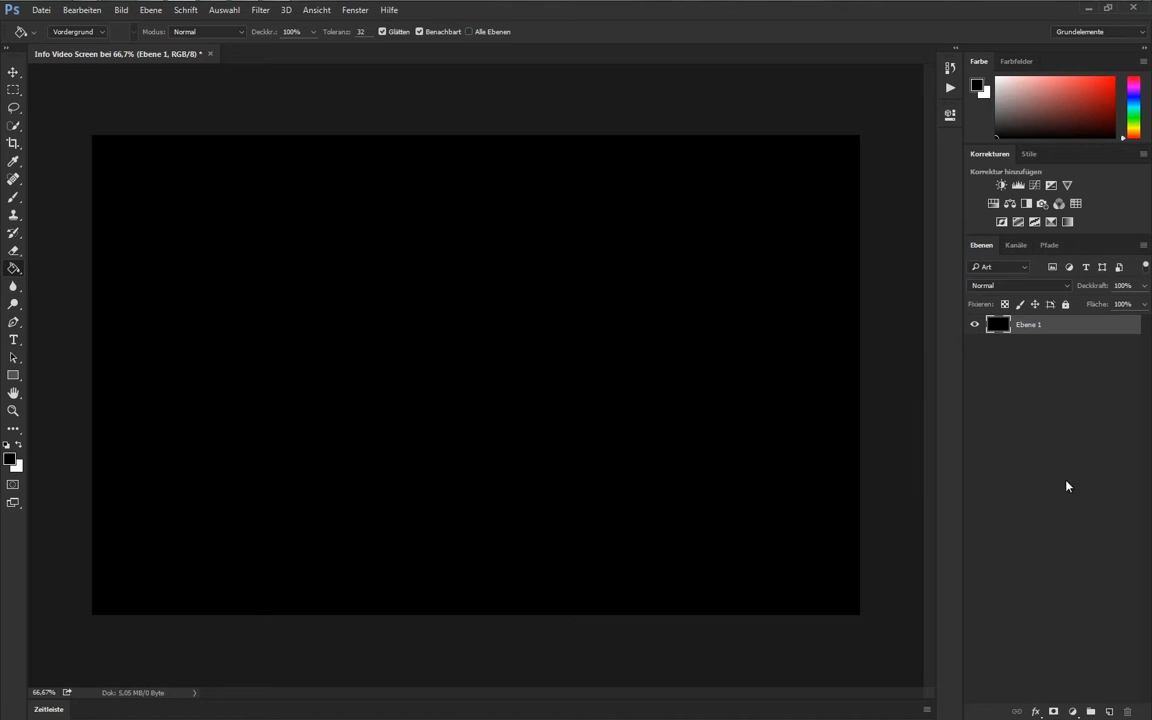 Ps Datei Bearbeiten Bild Ebene Schrift Auswahl Filter 3D Ansicht Fenster Hilfe
Vordergrund Modus: Normal Deckkr.: 100% Toleranz: 32 Glätten Benachbart Alle Ebenen Grundelemente
Info Video Screen bei 66,7% (Ebene 1, RGB/8) *
Farbe Farbfelder
Korrekturen Stile
Korrektur hinzufügen
Ebenen Kanäle Pfade
Art
Normal Deckkraft: 100%
Fixieren: Fläche: 100%
Ebene 1
66,67% Dok: 5,05 MB/0 Byte
Zeitleiste
fx